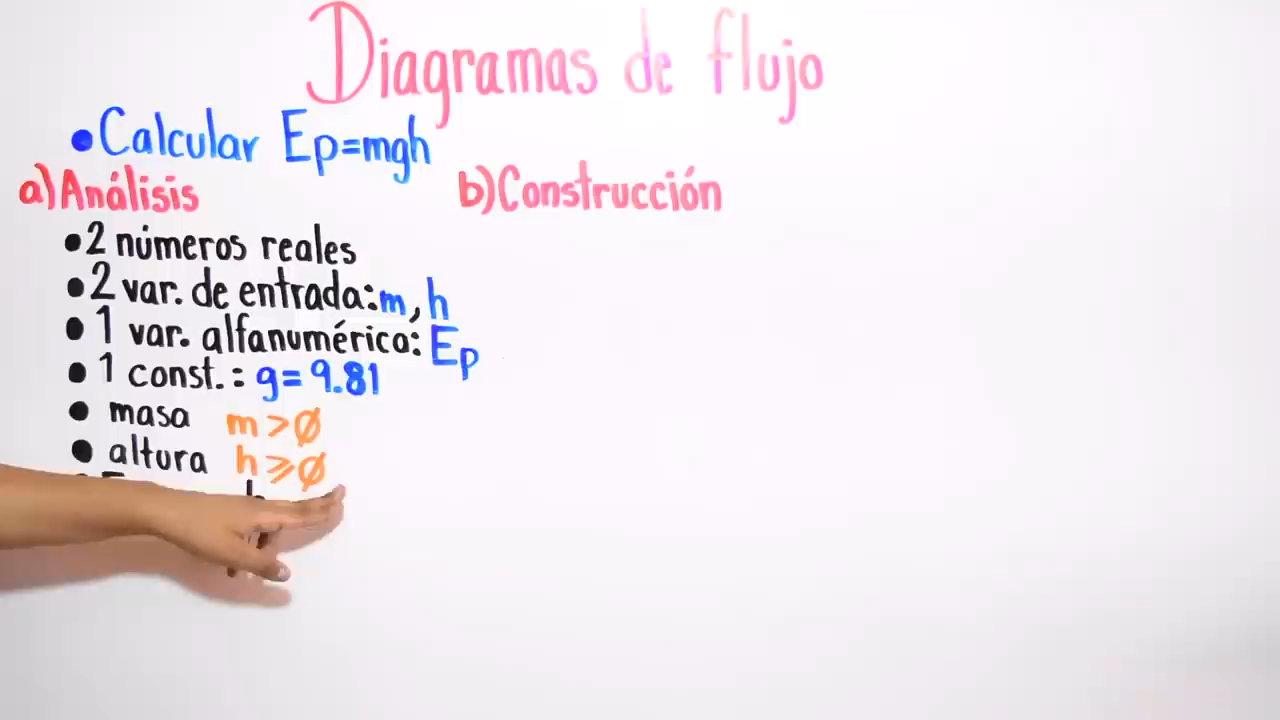 Diagramas de flujo
• Calcular Ep=mgh
a) Análisis
• 2 números reales
• 2 var. de entrada: m, h
• 1 var. alfanumérica: Ep
• 1 const.: g= 9.81
• masa m > Ø
• altura h ⩾ Ø
b) Construcción